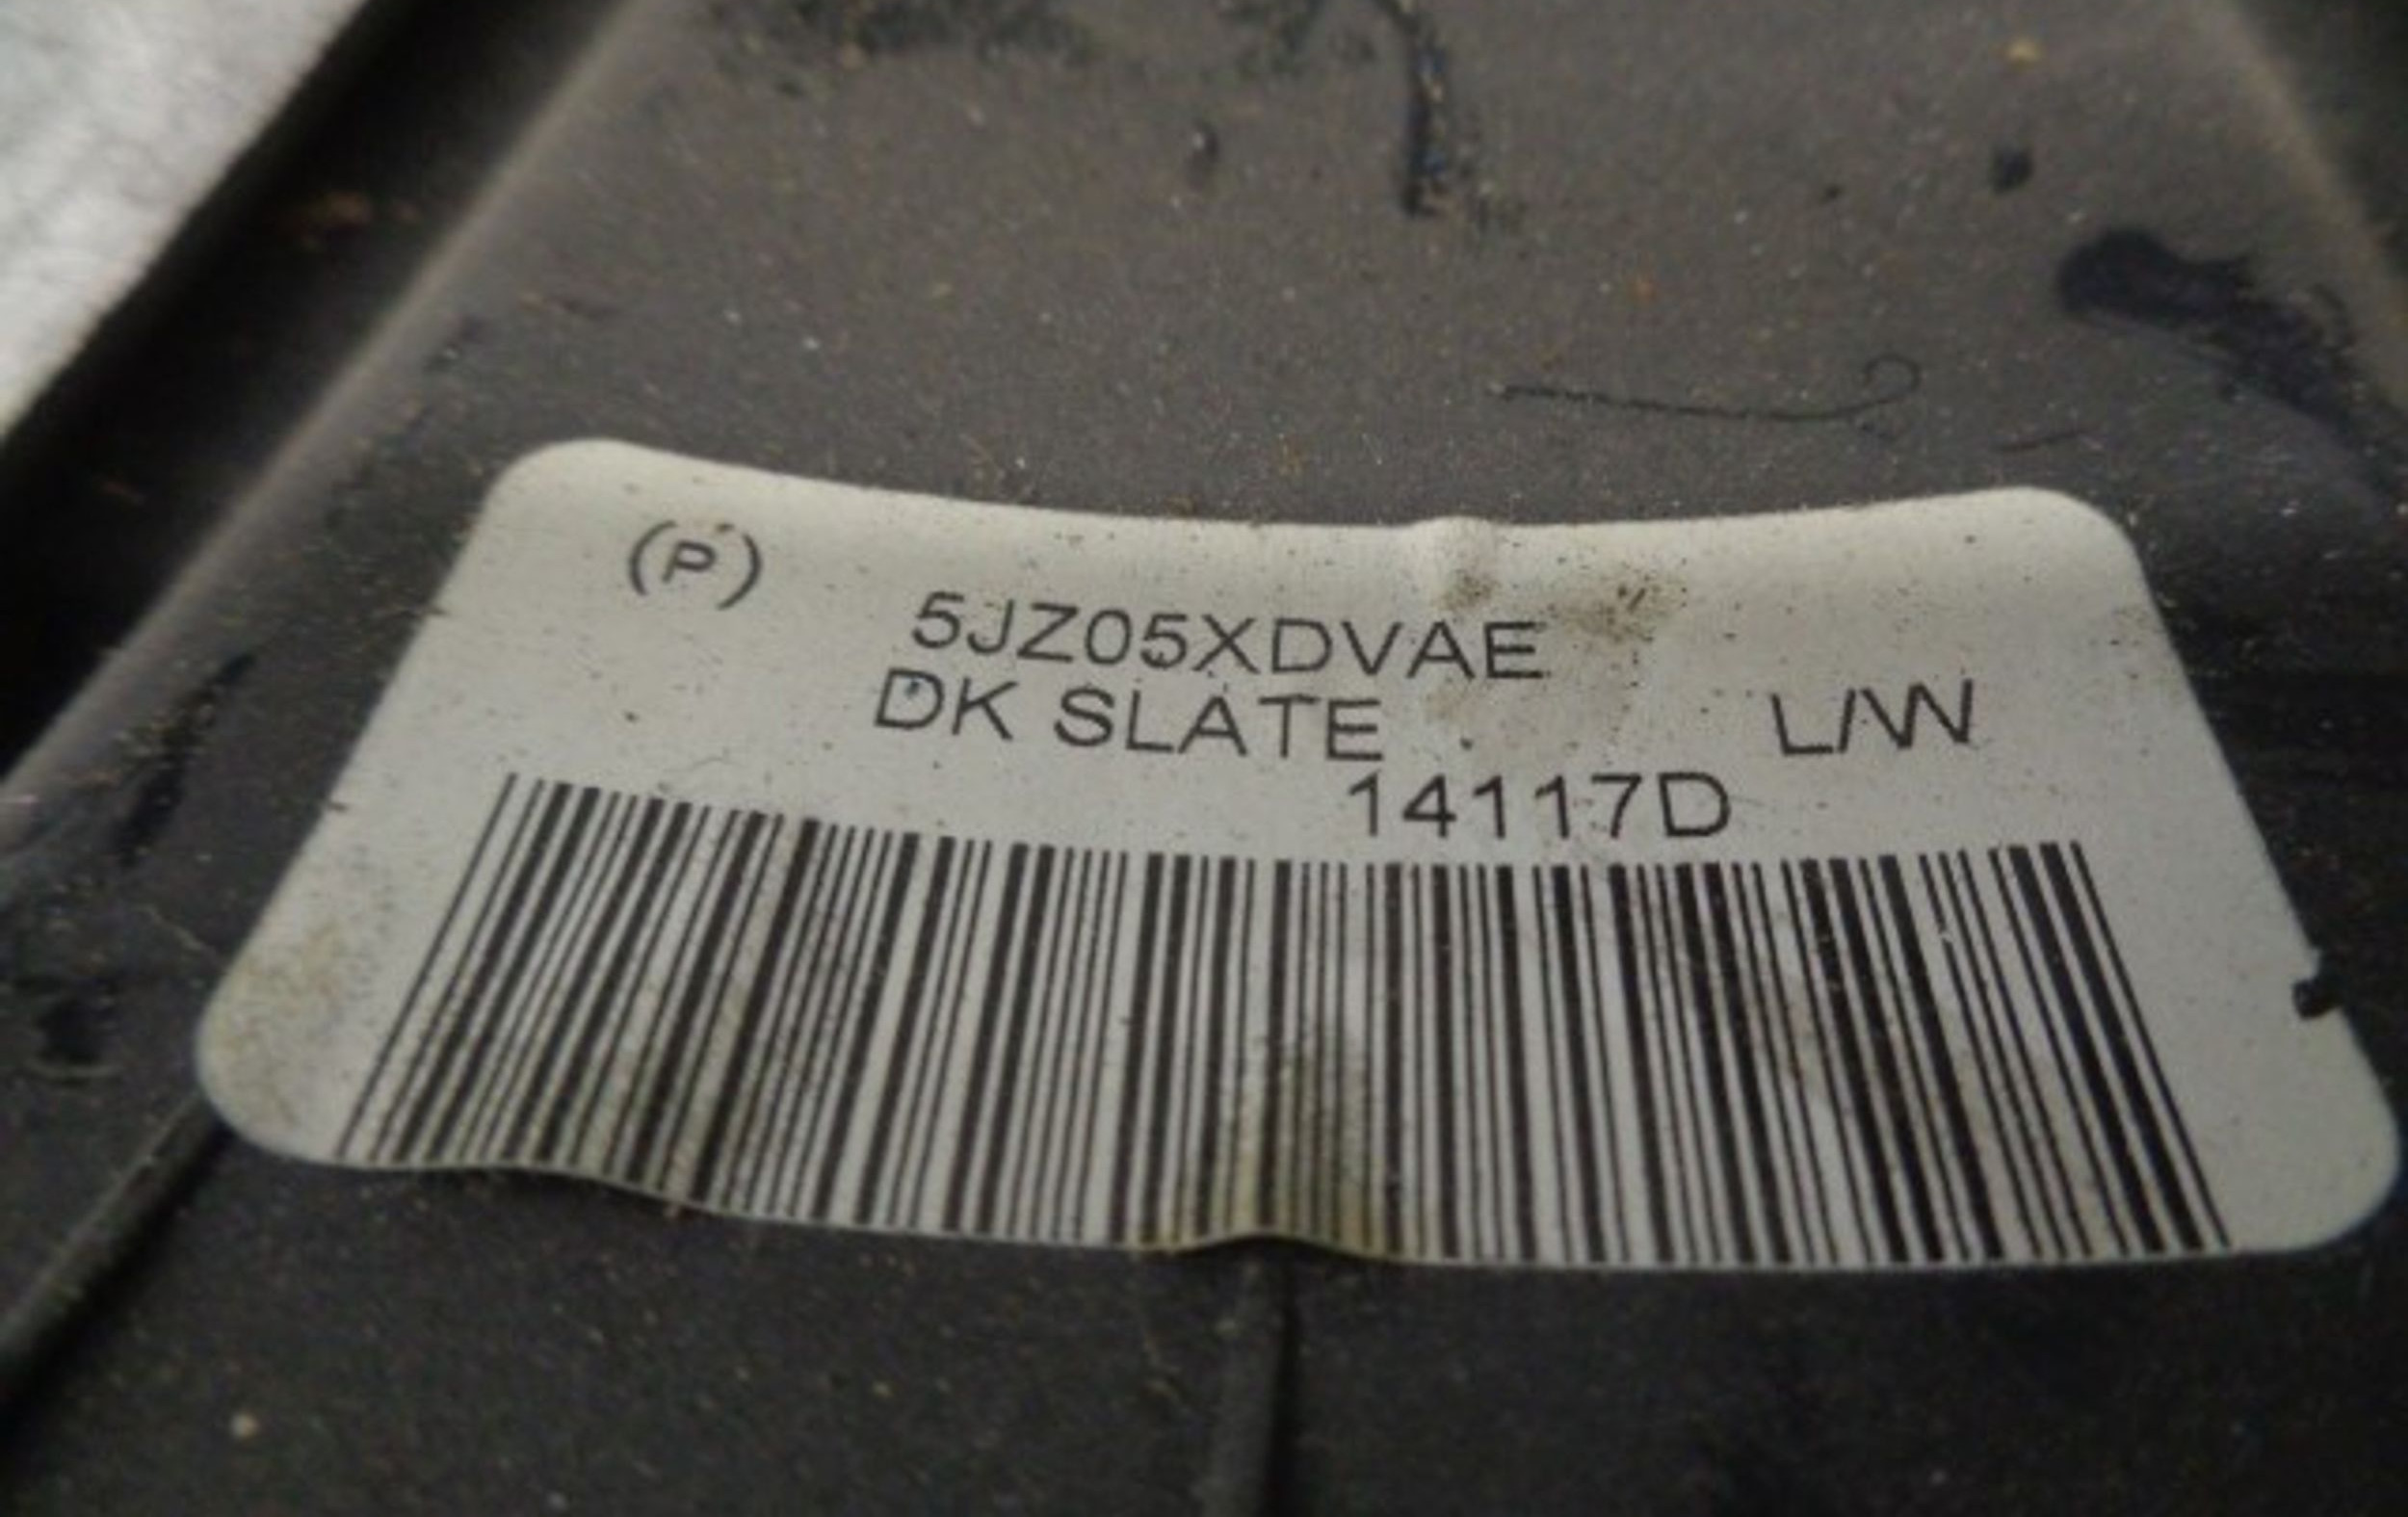 (P)
5JZ05XDVAE
DK SLATE L/W
14117D